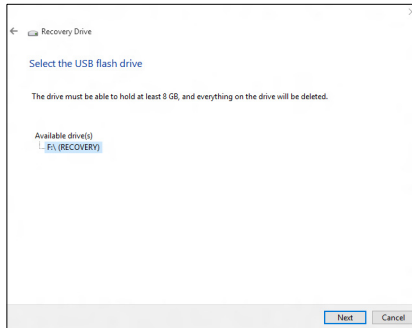 Recovery Drive
Select the USB flash drive
The drive must be able to hold at least 8 GB, and everything on the drive will be deleted.
Available drive(s)
F:\ (RECOVERY)
Next Cancel